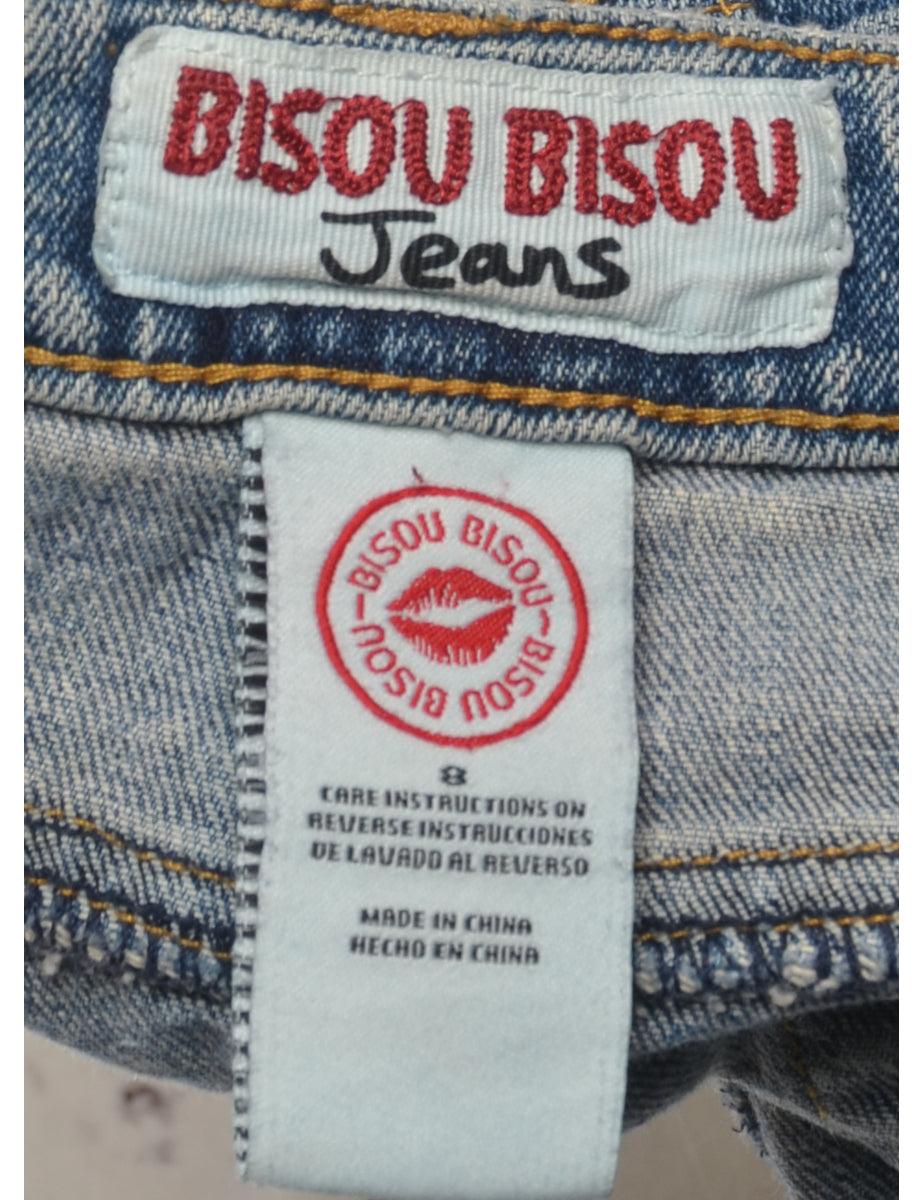 BISOU BISOU
Jeans
BISOU BISOU–BISOU BISOU–
8
CARE INSTRUCTIONS ON
REVERSE INSTRUCCIONES
DE LAVADO AL REVERSO
MADE IN CHINA
HECHO EN CHINA